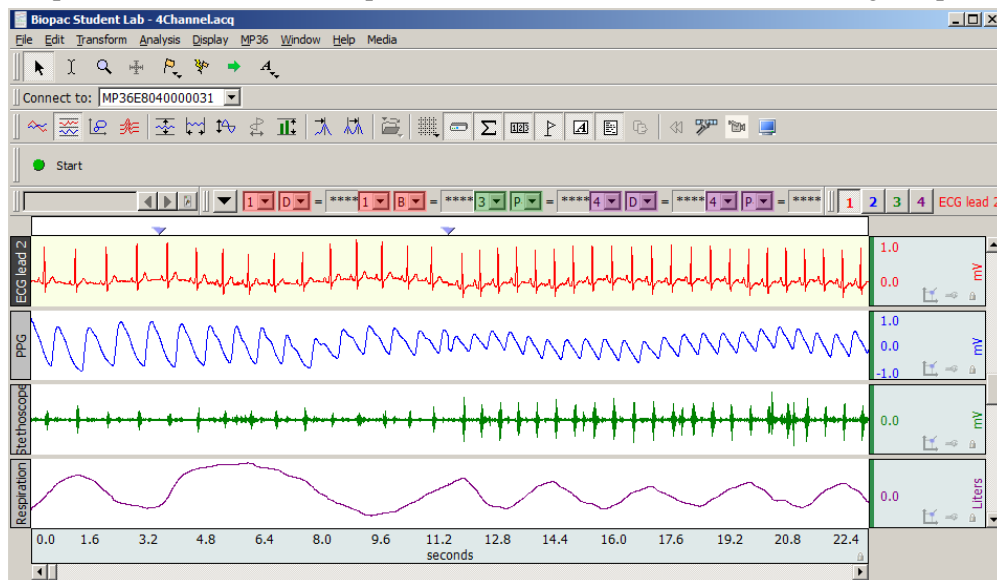 Biopac Student Lab - 4Channel.acq
File Edit Transform Analysis Display MP36 Window Help Media
Connect to: MP36E8040000031
Start
1 D = **** 1 B = **** 3 P = **** 4 D = **** 4 P = **** 1 2 3 4 ECG lead 2
ECG lead 2
1.0
0.0
mV
PPG
1.0
0.0
-1.0
mV
Stethoscope
0.0
mV
Respiration
0.0
Liters
0.0 1.6 3.2 4.8 6.4 8.0 9.6 11.2 12.8 14.4 16.0 17.6 19.2 20.8 22.4
seconds